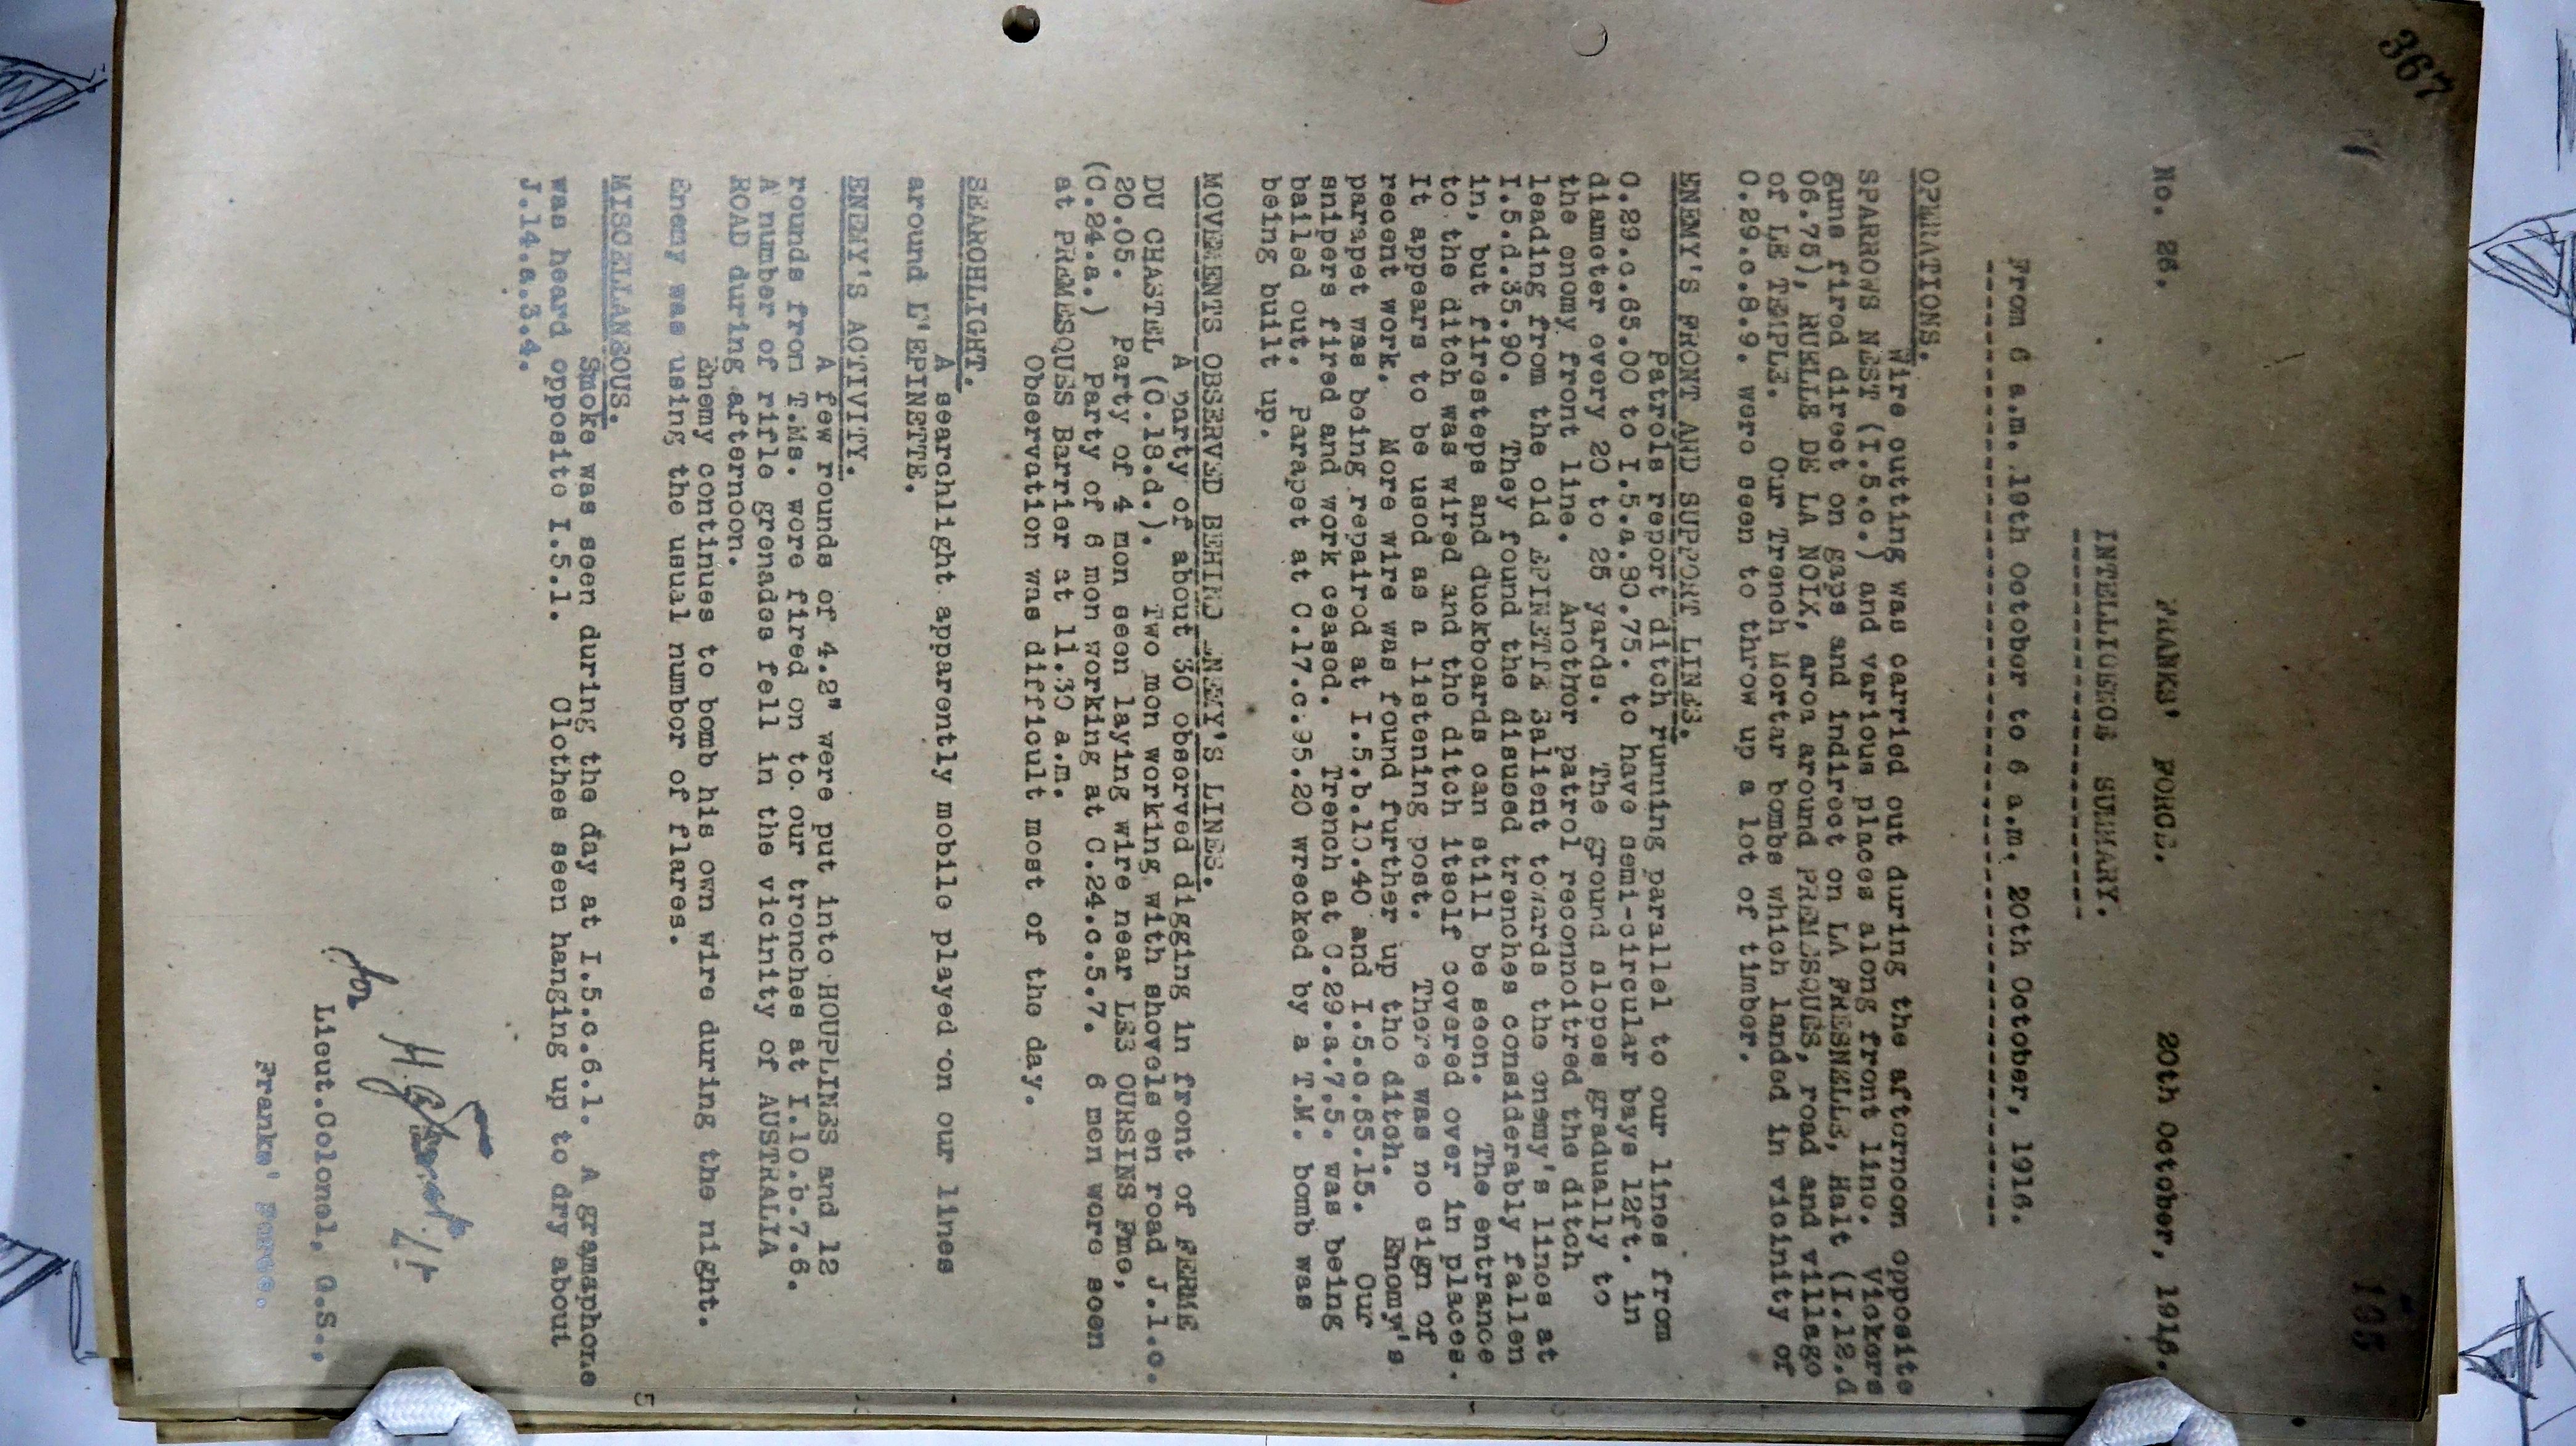 367
105
No. 26.
FRANKS' FORCE.
20th October, 1916.
INTELLIGENCE SUMMARY.
From 6 a.m. 19th October to 6 a.m. 20th October, 1916.
OPERATIONS.
Wire cutting was carried out during the afternoon opposite
SPARROWS NEST (I.5.c.) and various places along front line. Vickers
guns fired direct on gaps and indirect on LA FRESNELLE, Halt (I.12.d
06.75), RUELLE DE LA NOIX, area around PREMESQUES, road and village
of LE TEMPLE. Our Trench Mortar bombs which landed in vicinity of
C.29.c.8.9. were seen to throw up a lot of timber.
ENEMY'S FRONT AND SUPPORT LINES.
Patrols report ditch running parallel to our lines from
C.29.c.65.00 to I.5.a.90.75. to have semi-circular bays 12ft. in
diameter every 20 to 25 yards. The ground slopes gradually to
the enemy front line. Another patrol reconnoitred the ditch
leading from the old EPINETTE Salient towards the enemy's lines at
I.5.d.35.90. They found the disused trenches considerably fallen
in, but firesteps and duckboards can still be seen. The entrance
to the ditch was wired and the ditch itself covered over in places.
It appears to be used as a listening post. There was no sign of
recent work. More wire was found further up the ditch. Enemy's
parapet was being repaired at I.5.b.10.40 and I.5.c.65.15. Our
snipers fired and work ceased. Trench at C.29.a.7.5. was being
bailed out. Parapet at C.17.c.95.20 wrecked by a T.M. bomb was
being built up.
MOVEMENTS OBSERVED BEHIND ENEMY'S LINES.
A party of about 30 observed digging in front of FERME
DU CHASTEL (C.18.d.). Two men working with shovels on road J.1.c.
20.05. Party of 4 men seen laying wire near LES OURSINS Fme,
(C.24.a.) Party of 6 men working at C.24.c.5.7. 6 men were seen
at PREMESQUES Barrier at 11.30 a.m.
Observation was difficult most of the day.
SEARCHLIGHT.
A searchlight apparently mobile played on our lines
around L'EPINETTE.
ENEMY'S ACTIVITY.
A few rounds of 4.2" were put into HOUPLINES and 12
rounds from T.Ms. were fired on to our trenches at I.10.b.7.6.
A number of rifle grenades fell in the vicinity of AUSTRALIA
ROAD during afternoon.
Enemy continues to bomb his own wire during the night.
Enemy was using the usual number of flares.
MISCELLANEOUS.
Smoke was seen during the day at I.5.c.6.1. A gramaphone
was heard opposite I.5.1. Clothes seen hanging up to dry about
J.14.a.3.4.
for
Lieut.Colonel, G.S.,
Franks' Force.
5